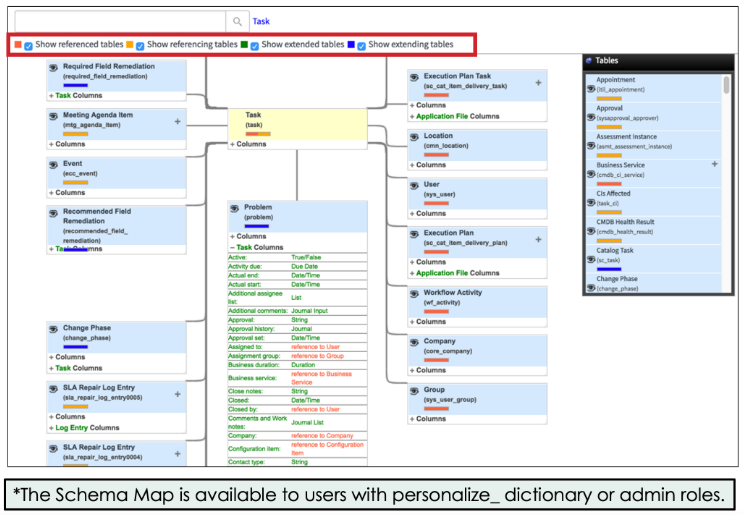 Task
Show referenced tables Show referencing tables Show extended tables Show extending tables
Required Field Remediation
(required_field_remediation)
+ Task Columns
Meeting Agenda Item
(mtg_agenda_item)
+
+ Columns
Event
(ecc_event)
+ Columns
Recommended Field
Remediation
(recommended_field_
remediation)
+ Task Columns
Change Phase
(change_phase)
+ Columns
+ Task Columns
SLA Repair Log Entry
(sla_repair_log_entry0005)
+
+ Columns
+ Log Entry Columns
SLA Repair Log Entry
(sla_repair_log_entry0004)
+
Task
(task)
+ Columns
Problem
(problem)
+ Columns
− Task Columns
Active: True/False
Activity due: Due Date
Actual end: Date/Time
Actual start: Date/Time
Additional assignee
list: List
Additional comments: Journal Input
Approval: String
Approval history: Journal
Approval set: Date/Time
Assigned to: reference to User
Assignment group: reference to Group
Business duration: Duration
Business service: reference to Business
Service
Close notes: String
Closed: Date/Time
Closed by: reference to User
Comments and Work
notes: Journal List
Company: reference to Company
Configuration item: reference to Configuration
Item
Contact type: String
Execution Plan Task
(sc_cat_item_delivery_task)
+
+ Columns
+ Application File Columns
Location
(cmn_location)
+ Columns
User
(sys_user)
+ Columns
Execution Plan
(sc_cat_item_delivery_plan)
+
+ Columns
+ Application File Columns
Workflow Activity
(wf_activity)
+ Columns
Company
(core_company)
+ Columns
Group
(sys_user_group)
+ Columns
Tables
Appointment
(itil_appointment)
Approval
(sysapproval_approver)
Assessment Instance
(asmt_assessment_instance)
Business Service
+
(cmdb_ci_service)
CIs Affected
(task_ci)
CMDB Health Result
(cmdb_health_result)
Catalog Task
(sc_task)
Change Phase
(change_phase)
*The Schema Map is available to users with personalize_ dictionary or admin roles.